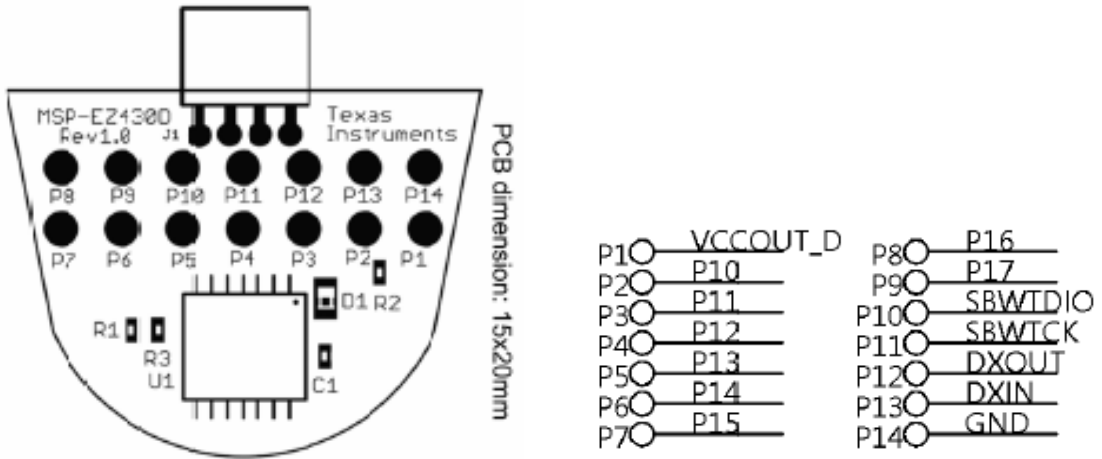 MSP-EZ430D
Rev1.0
J1
Texas
Instruments
P8 P9 P10 P11 P12 P13 P14
P7 P6 P5 P4 P3 P2 P1
D1 R2
R1
R3
U1
C1
PCB dimension: 15x20mm
P1 VCCOUT_D
P2 P10
P3 P11
P4 P12
P5 P13
P6 P14
P7 P15
P8 P16
P9 P17
P10 SBWTDIO
P11 SBWTCK
P12 DXOUT
P13 DXIN
P14 GND